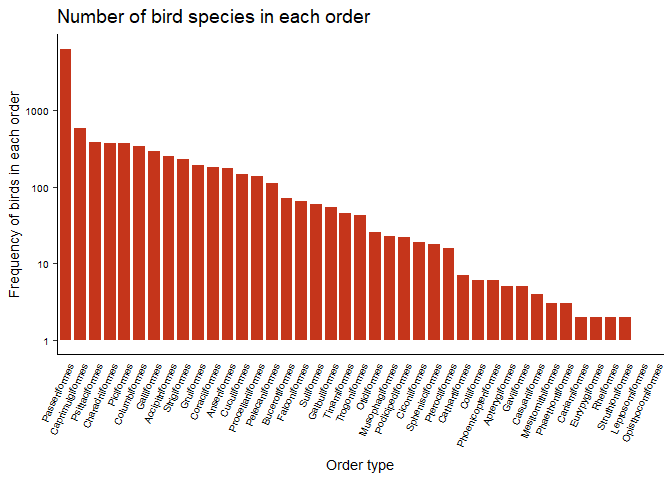 Number of bird species in each order
Frequency of birds in each order
1000
100
10
1
Passeriformes
Caprimulgiformes
Psittaciformes
Charadriiformes
Piciformes
Columbiformes
Galliformes
Accipitriformes
Strigiformes
Gruiformes
Coraciiformes
Anseriformes
Cuculiformes
Procellariiformes
Pelecaniformes
Bucerotiformes
Falconiformes
Suliformes
Galbuliformes
Tinamiformes
Trogoniformes
Otidiformes
Musophagiformes
Podicipediformes
Ciconiiformes
Sphenisciformes
Pterocliformes
Cathartiformes
Coliiformes
Phoenicopteriformes
Apterygiformes
Gaviiformes
Casuariiformes
Mesitornithiformes
Phaethontiformes
Cariamiformes
Eurypygiformes
Rheiformes
Struthioniformes
Leptosomiformes
Opistocomiformes
Order type